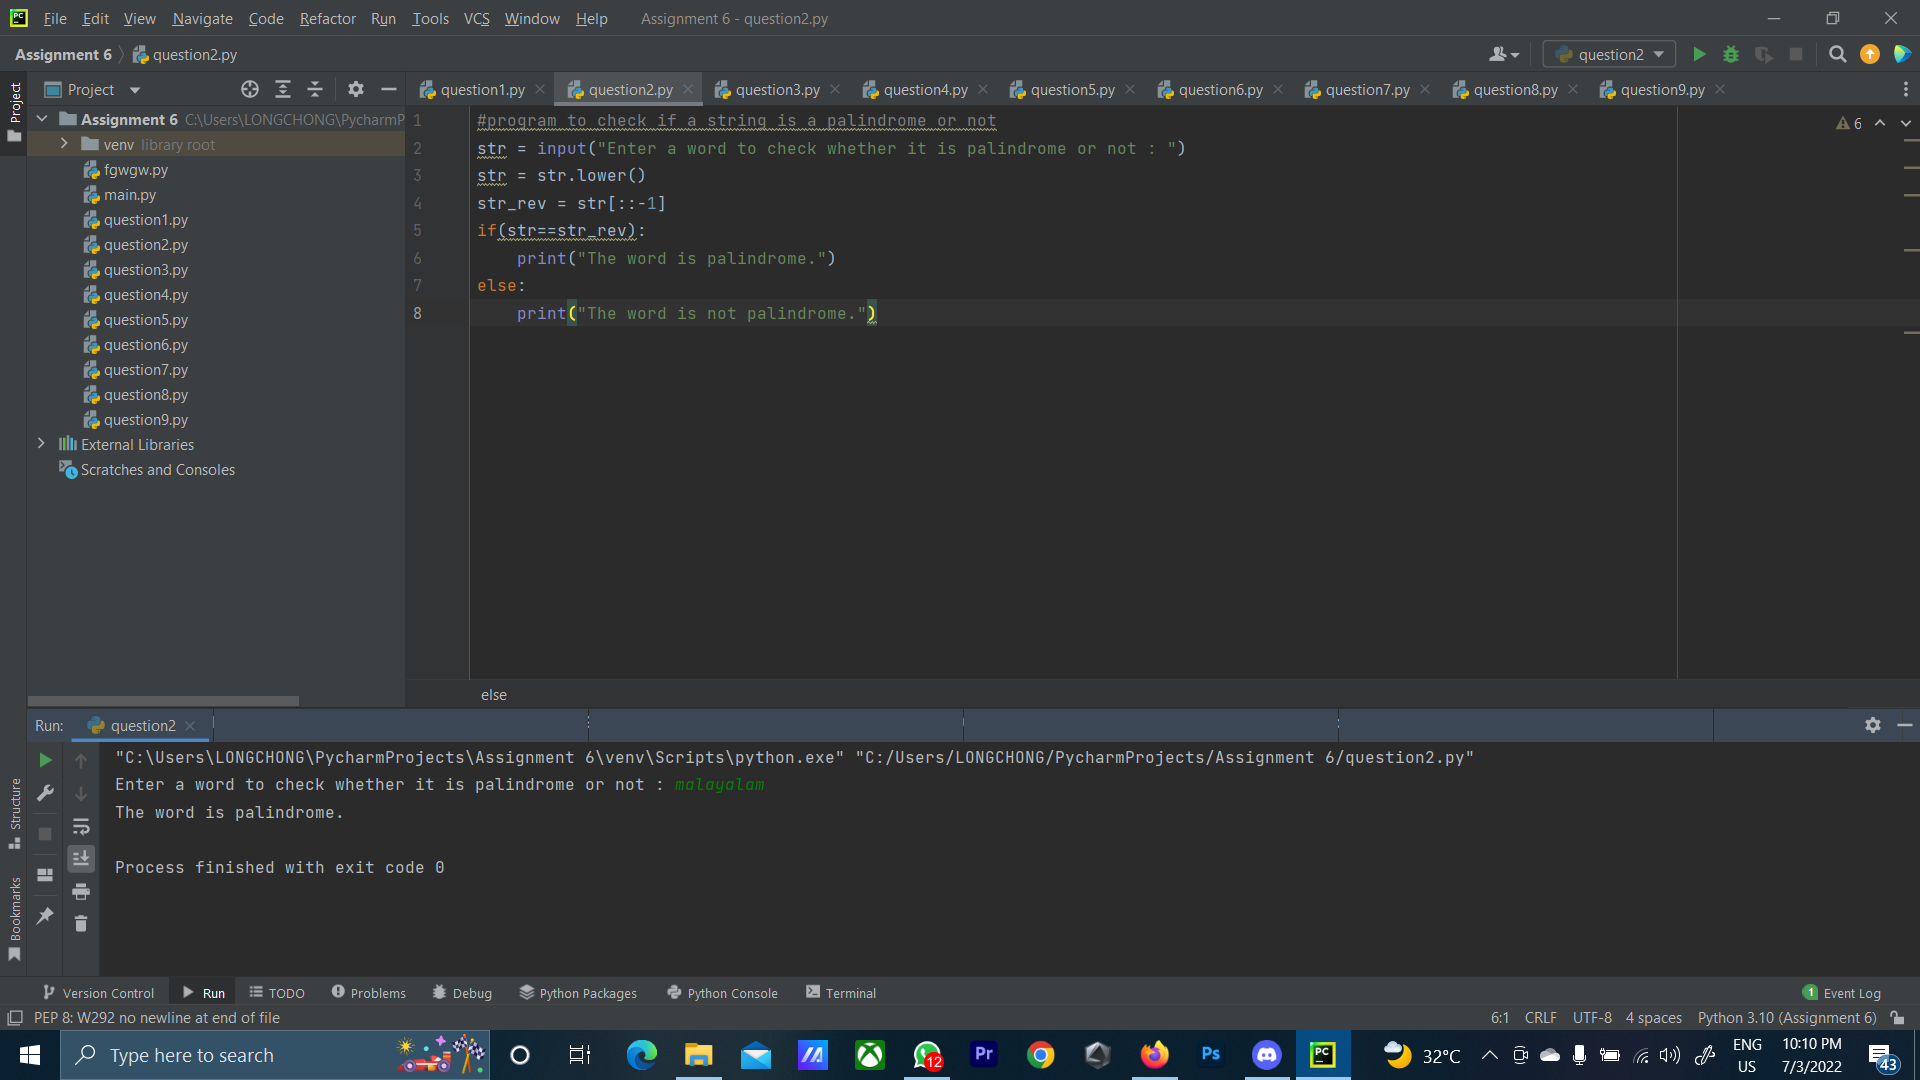 File Edit View Navigate Code Refactor Run Tools VCS Window Help Assignment 6 - question2.py
Assignment 6 question2.py question2
Project
Project
question1.py question2.py question3.py question4.py question5.py question6.py question7.py question8.py question9.py
Assignment 6 C:\Users\LONGCHONG\PycharmP
venv library root
fgwgw.py
main.py
question1.py
question2.py
question3.py
question4.py
question5.py
question6.py
question7.py
question8.py
question9.py
External Libraries
Scratches and Consoles
6
1 #program to check if a string is a palindrome or not
2 str = input("Enter a word to check whether it is palindrome or not : ")
3 str = str.lower()
4 str_rev = str[::-1]
5 if(str==str_rev):
6 print("The word is palindrome.")
7 else:
8 print("The word is not palindrome.")
else
Run: question2
"C:\Users\LONGCHONG\PycharmProjects\Assignment 6\venv\Scripts\python.exe" "C:/Users/LONGCHONG/PycharmProjects/Assignment 6/question2.py"
Enter a word to check whether it is palindrome or not : malayalam
The word is palindrome.
Process finished with exit code 0
Structure
Bookmarks
Version Control Run TODO Problems Debug Python Packages Python Console Terminal 1 Event Log
PEP 8: W292 no newline at end of file 6:1 CRLF UTF-8 4 spaces Python 3.10 (Assignment 6)
Type here to search 12 Pr Ps PC 32°C ENG US 10:10 PM 7/3/2022 43